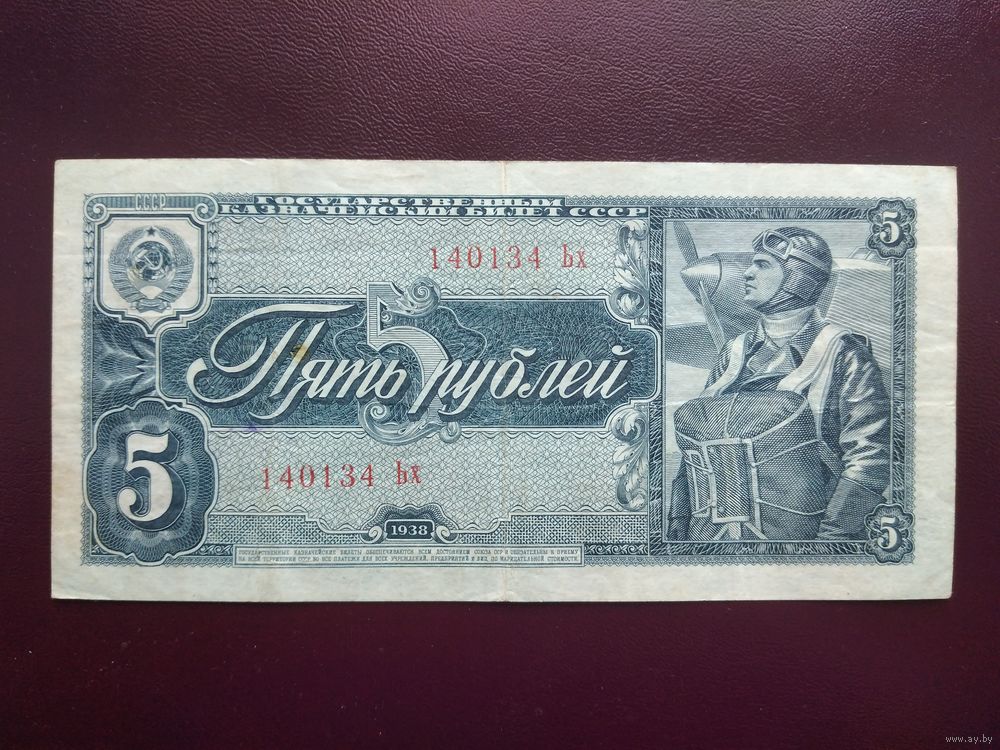 СССР
ГОСУДАРСТВЕННЫЙ
КАЗНАЧЕЙСКИЙ БИЛЕТ СССР
5
140134 Ьх
5
Пять рублей
5
140134 Ьх
1938
5
ГОСУДАРСТВЕННЫЕ КАЗНАЧЕЙСКИЕ БИЛЕТЫ ОБЕСПЕЧИВАЮТСЯ ВСЕМ ДОСТОЯНИЕМ СОЮЗА ССР И ОБЯЗАТЕЛЬНЫ К ПРИЕМУ
НА ВСЕЙ ТЕРРИТОРИИ СССР ВО ВСЕ ПЛАТЕЖИ ДЛЯ ВСЕХ УЧРЕЖДЕНИЙ, ПРЕДПРИЯТИЙ И ЛИЦ ПО НАРИЦАТЕЛЬНОЙ СТОИМОСТИ
www.ay.by